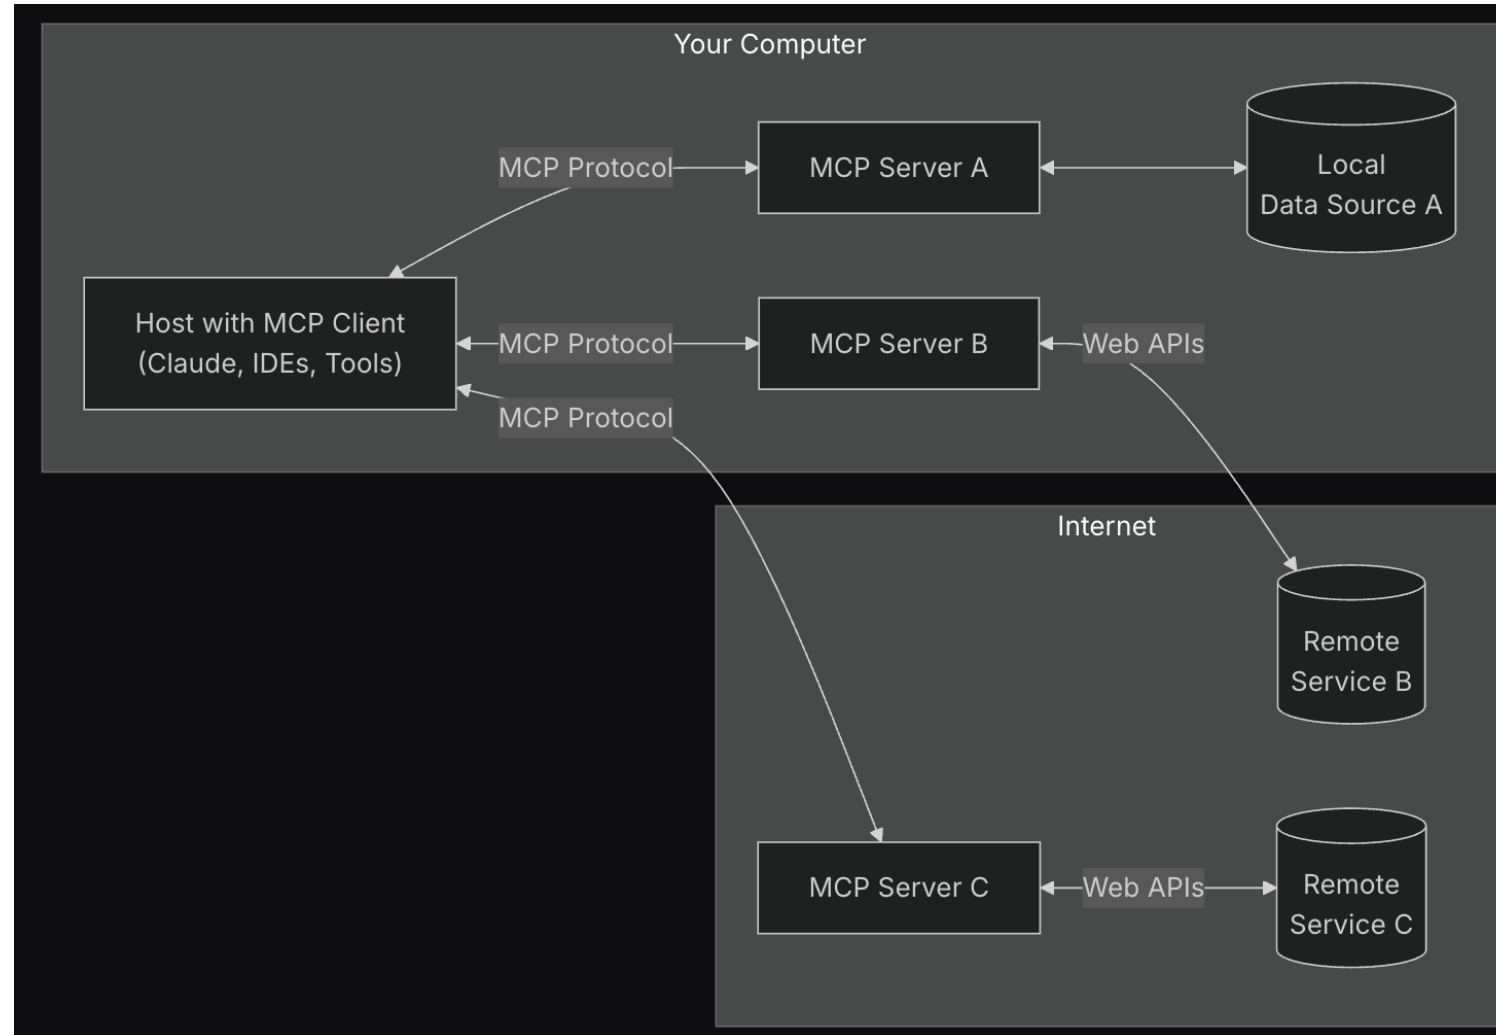 Your Computer
MCP Protocol
MCP Server A
Local
Data Source A
Host with MCP Client
(Claude, IDEs, Tools)
MCP Protocol
MCP Server B
Web APIs
MCP Protocol
Internet
Remote
Service B
MCP Server C
Web APIs
Remote
Service C